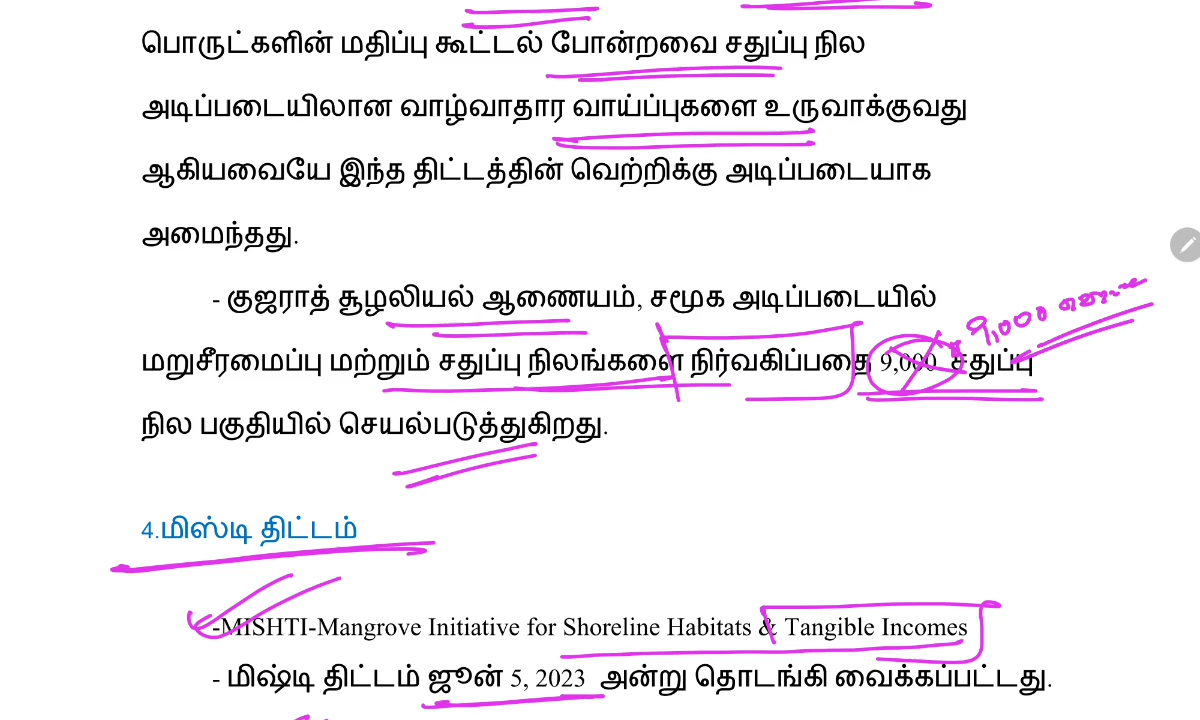 பொருட்களின் மதிப்பு கூட்டல் போன்றவை சதுப்பு நில
அடிப்படையிலான வாழ்வாதார வாய்ப்புகளை உருவாக்குவது
ஆகியவையே இந்த திட்டத்தின் வெற்றிக்கு அடிப்படையாக
அமைந்தது.
- குஜராத் சூழலியல் ஆணையம், சமூக அடிப்படையில்
9,000
மறுசீரமைப்பு மற்றும் சதுப்பு நிலங்களை நிர்வகிப்பதை 9,000 சதுப்பு
நில பகுதியில் செயல்படுத்துகிறது.
4.மிஸ்டி திட்டம்
-MISHTI-Mangrove Initiative for Shoreline Habitats & Tangible Incomes
- மிஷ்டி திட்டம் ஜூன் 5, 2023 அன்று தொடங்கி வைக்கப்பட்டது.